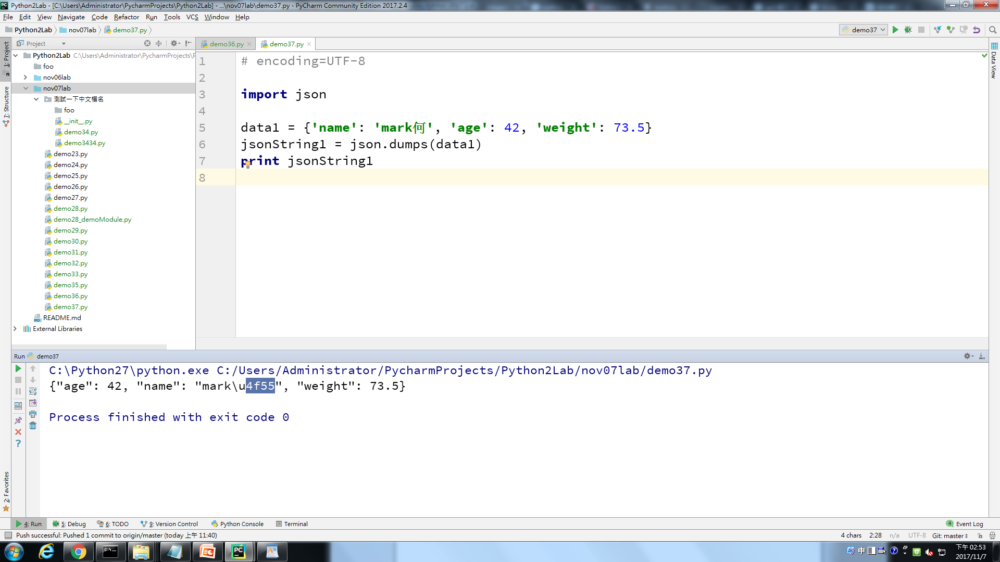 Python2Lab - [C:\Users\Administrator\PycharmProjects\Python2Lab] - ...\nov07lab\demo37.py - PyCharm Community Edition 2017.2.4
File Edit View Navigate Code Refactor Run Tools VCS Window Help
Python2Lab nov07lab demo37.py
demo37
Project
demo36.py demo37.py
1: Project
7: Structure
2: Favorites
Data View
Python2Lab C:\Users\Administrator\PycharmProjects\P
foo
nov06lab
nov07lab
測試一下中文檔名
foo
__init__.py
demo34.py
demo3434.py
demo23.py
demo24.py
demo25.py
demo26.py
demo27.py
demo28.py
demo28_demoModule.py
demo29.py
demo30.py
demo31.py
demo32.py
demo33.py
demo35.py
demo36.py
demo37.py
README.md
External Libraries
1 # encoding=UTF-8
2
3 import json
4
5 data1 = {'name': 'mark何', 'age': 42, 'weight': 73.5}
6 jsonString1 = json.dumps(data1)
7 print jsonString1
8
Run demo37
C:\Python27\python.exe C:/Users/Administrator/PycharmProjects/Python2Lab/nov07lab/demo37.py
{"age": 42, "name": "mark\u4f55", "weight": 73.5}
Process finished with exit code 0
4: Run 5: Debug 6: TODO 9: Version Control Python Console Terminal
4 Event Log
Push successful: Pushed 1 commit to origin/master (today 上午 11:40)
4 chars 2:28 n/a UTF-8 Git: master
中
下午 02:53
2017/11/7